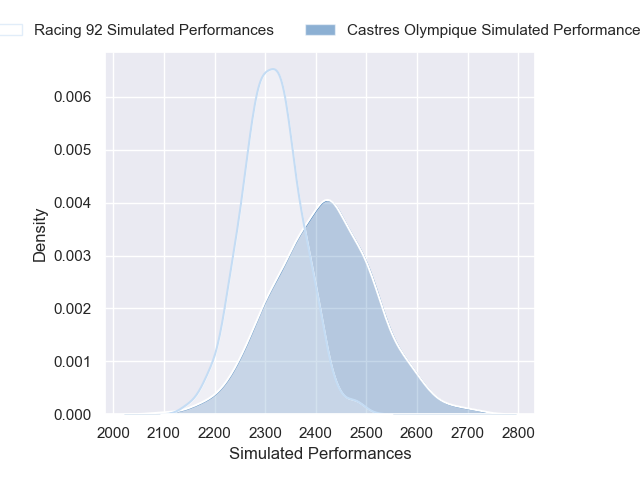 Racing 92 Simulated Performances Castres Olympique Simulated Performance
0.006
0.005
0.004
0.003
0.002
0.001
0.000
Density
2000 2100 2200 2300 2400 2500 2600 2700 2800
Simulated Performances